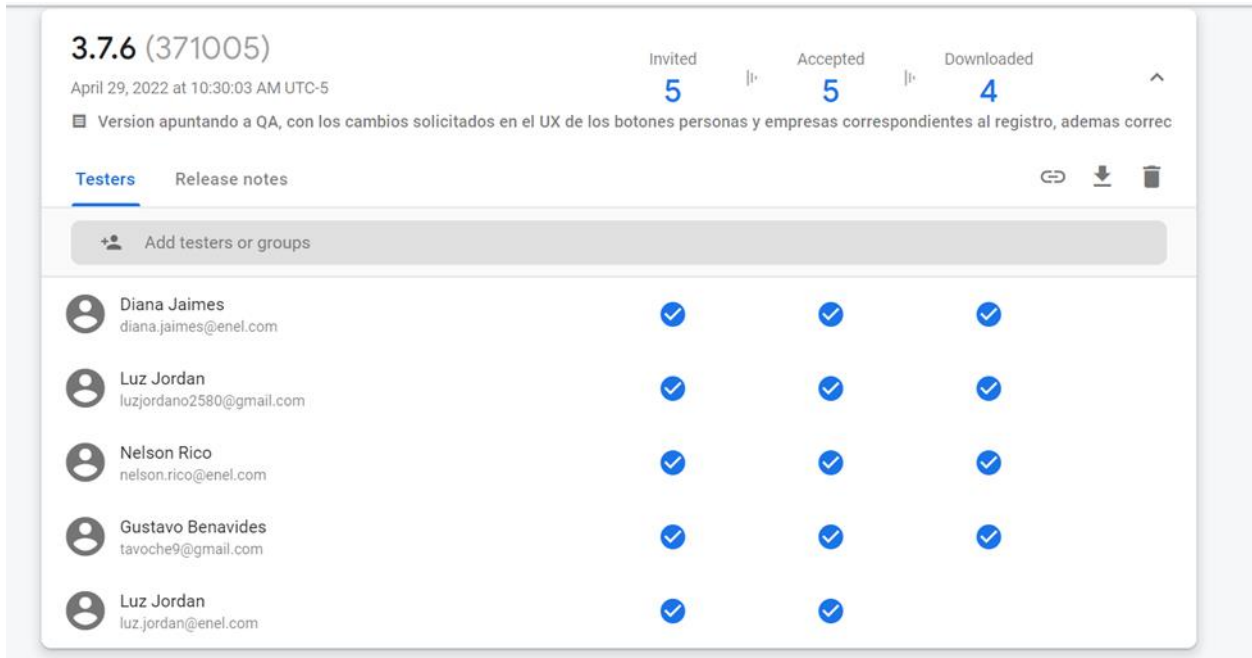 3.7.6 (371005)
Invited
Accepted
Downloaded
April 29, 2022 at 10:30:03 AM UTC-5
5
5
4
Version apuntando a QA, con los cambios solicitados en el UX de los botones personas y empresas correspondientes al registro, ademas correc
Testers
Release notes
Add testers or groups
Diana Jaimes
diana.jaimes@enel.com
Luz Jordan
luzjordano2580@gmail.com
Nelson Rico
nelson.rico@enel.com
Gustavo Benavides
tavoche9@gmail.com
Luz Jordan
luz.jordan@enel.com